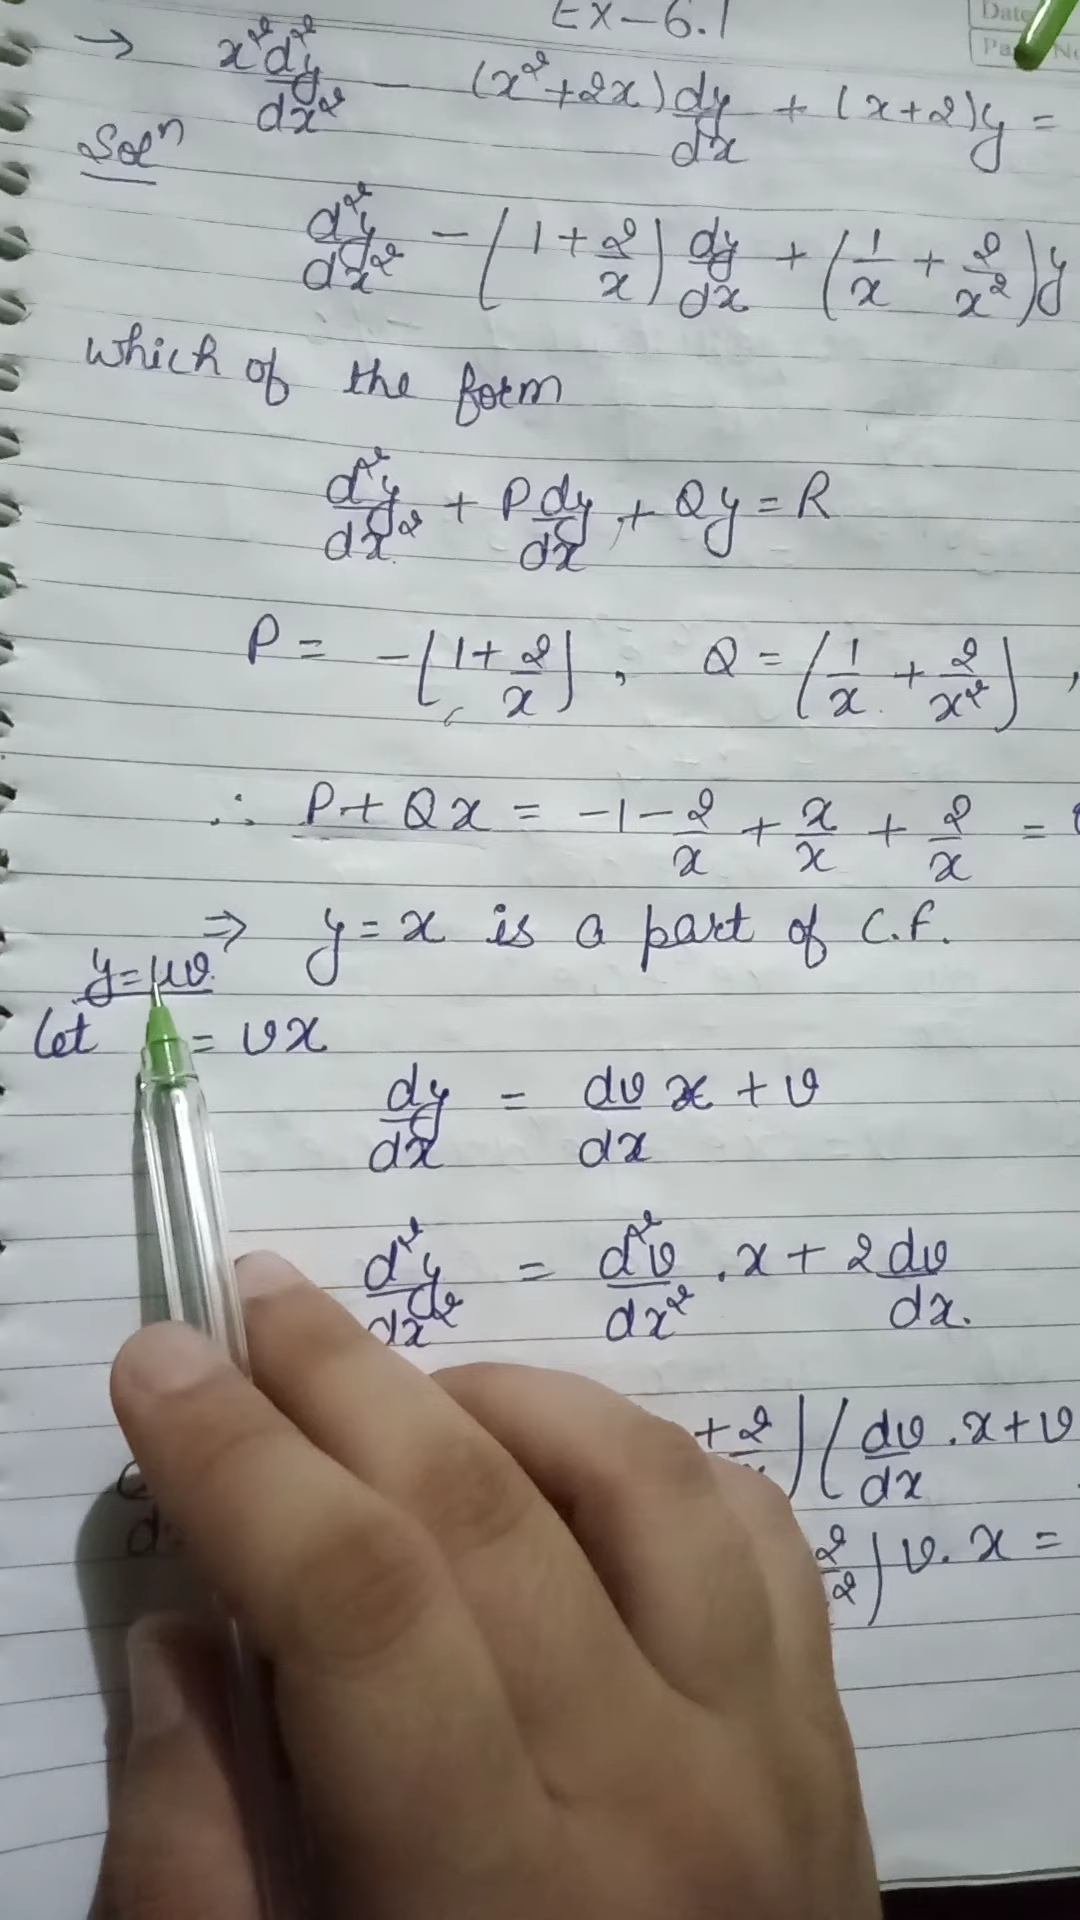 Ex-6.1
Date
→ x² d²y/dx² - (x²+2x) dy/dx + (x+2)y =
Solⁿ
d²y/dx² - (1+2/x) dy/dx + (1/x + 2/x²)y
which of the form
d²y/dx² + P dy/dx + Qy = R
P = -(1+2/x), Q = (1/x + 2/x²),
∴ P+Qx = -1-2/x + x/x + 2/x =
⇒ y=x is a part of C.F.
y=μv
Let = vx
dy/dx = dv/dx x + v
d²y/dx² = d²v/dx² . x + 2 dv/dx.
+2 ) ( dv/dx . x+v
2 ) v. x =